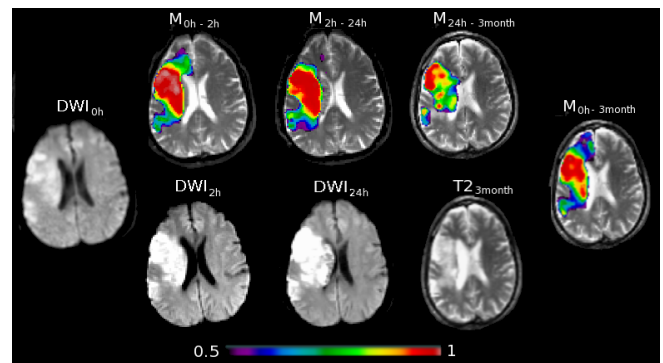 M0h - 2h
M2h - 24h
M24h - 3month
DWI0h
M0h- 3month
DWI2h
DWI24h
T23month
0.5
1